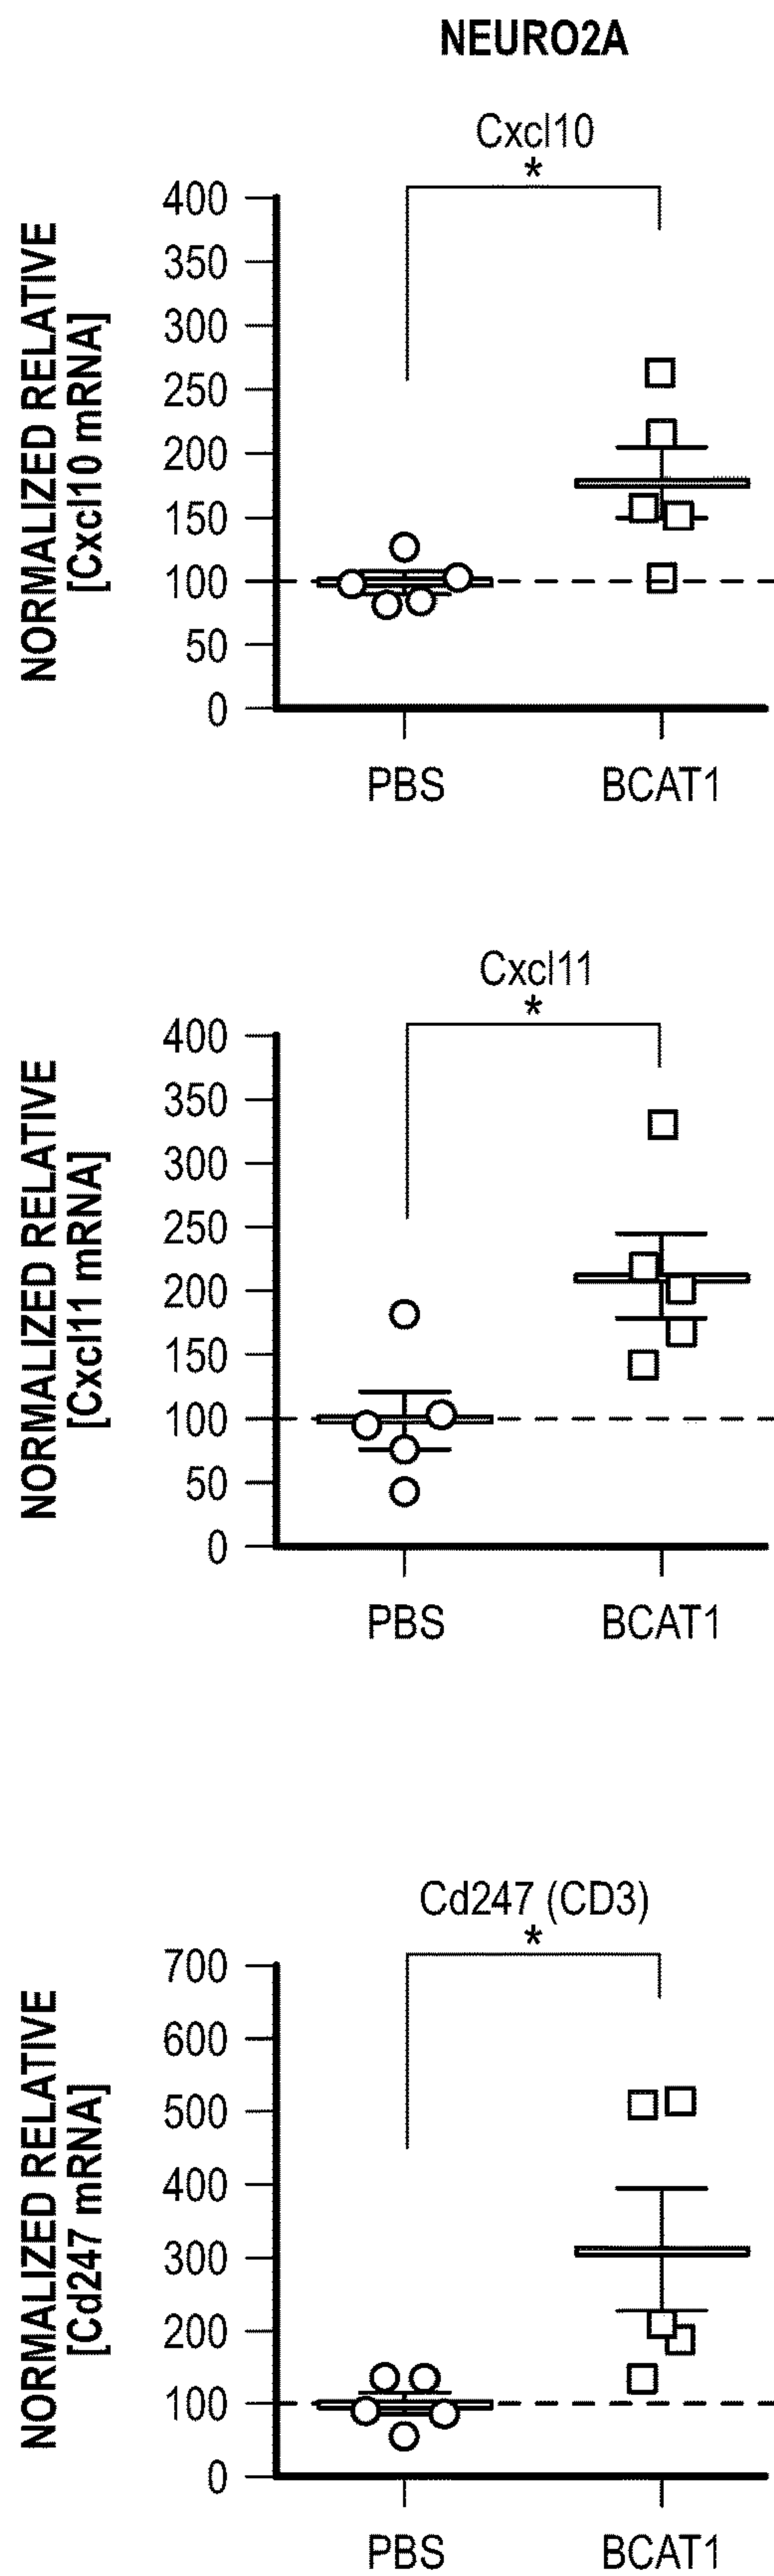 NEURO2A
Cxcl10
*
NORMALIZED RELATIVE
[Cxcl10 mRNA]
400
350
300
250
200
150
100
50
0
PBS BCAT1
Cxcl11
*
NORMALIZED RELATIVE
[Cxcl11 mRNA]
400
350
300
250
200
150
100
50
0
PBS BCAT1
Cd247 (CD3)
*
NORMALIZED RELATIVE
[Cd247 mRNA]
700
600
500
400
300
200
100
0
PBS BCAT1